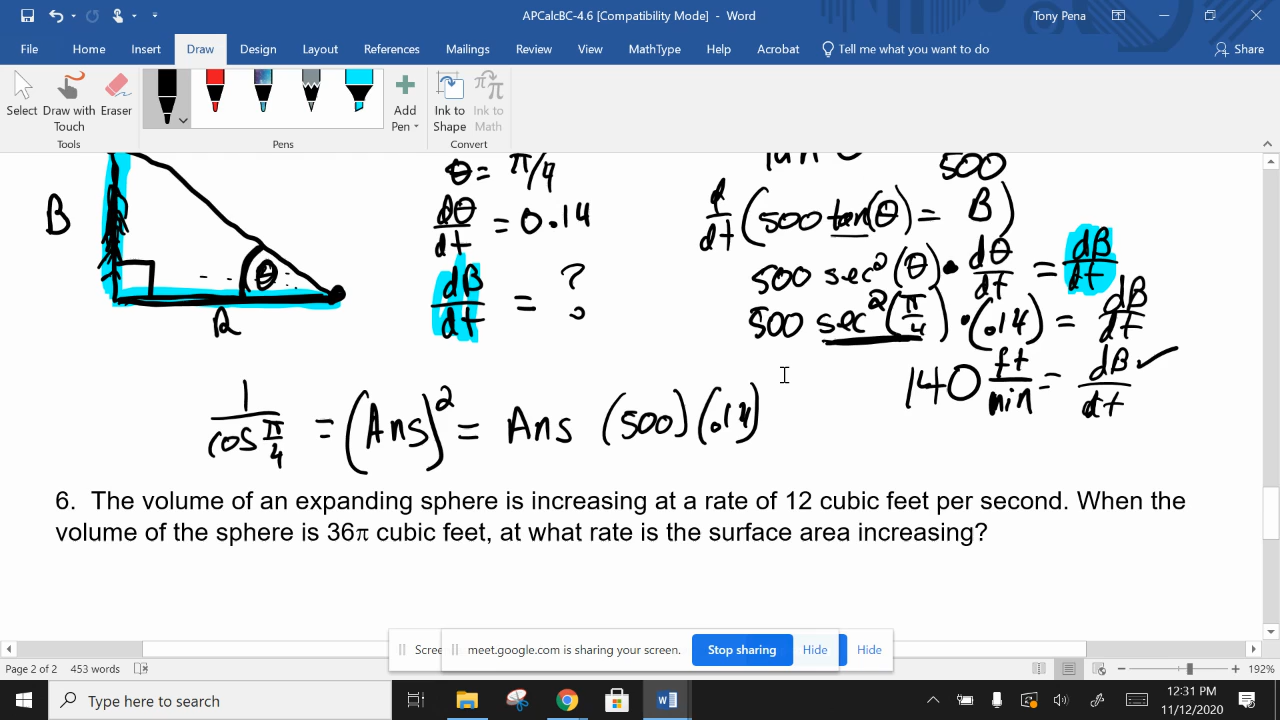 APCalcBC-4.6 [Compatibility Mode] - Word
Tony Pena
File Home Insert Draw Design Layout References Mailings Review View MathType Help Acrobat Tell me what you want to do Share
Select Draw with Touch Eraser Add Pen Ink to Shape Ink to Math
Tools Pens Convert
θ = π/4
500
B
dθ/dt = 0.14
d/dt (500 tan(θ) = B)
θ
dB/dt = ?
500 sec²(θ) · dθ/dt = dB/dt
R
500 sec²(π/4) · (.14) = dB/dt
140 ft/min = dB/dt ✓
1/cos π/4 = (Ans)² = Ans (500)(.14)
6. The volume of an expanding sphere is increasing at a rate of 12 cubic feet per second. When the
volume of the sphere is 36π cubic feet, at what rate is the surface area increasing?
Scree
meet.google.com is sharing your screen. Stop sharing Hide Hide
Page 2 of 2 453 words 192%
Type here to search
12:31 PM
11/12/2020